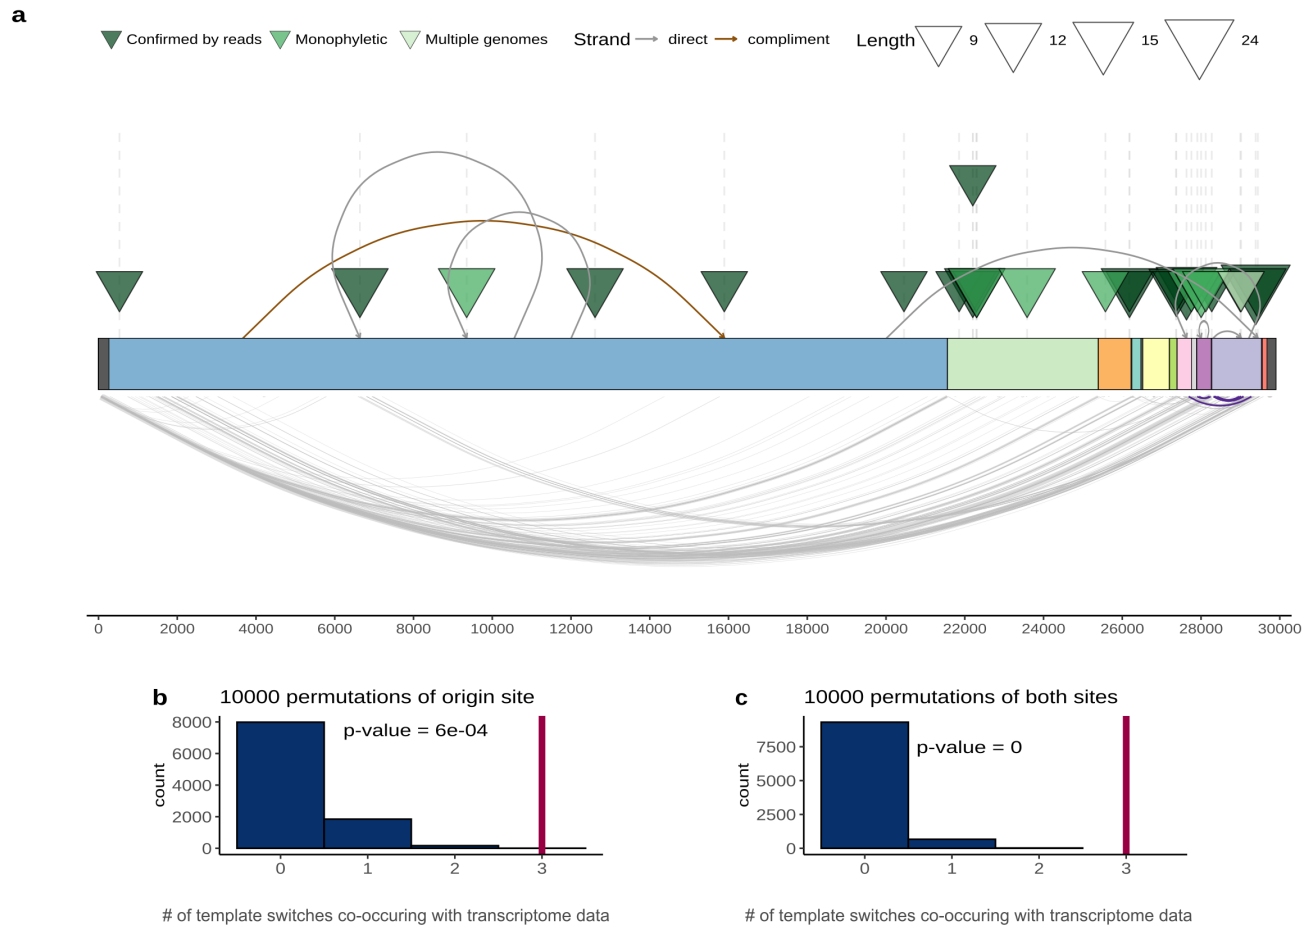 a
Confirmed by reads Monophyletic Multiple genomes Strand direct compliment Length 9 12 15 24
0 2000 4000 6000 8000 10000 12000 14000 16000 18000 20000 22000 24000 26000 28000 30000
b 10000 permutations of origin site
p-value = 6e-04
8000
6000
4000
2000
0
count
0 1 2 3
# of template switches co-occuring with transcriptome data
c 10000 permutations of both sites
p-value = 0
7500
5000
2500
0
count
0 1 2 3
# of template switches co-occuring with transcriptome data